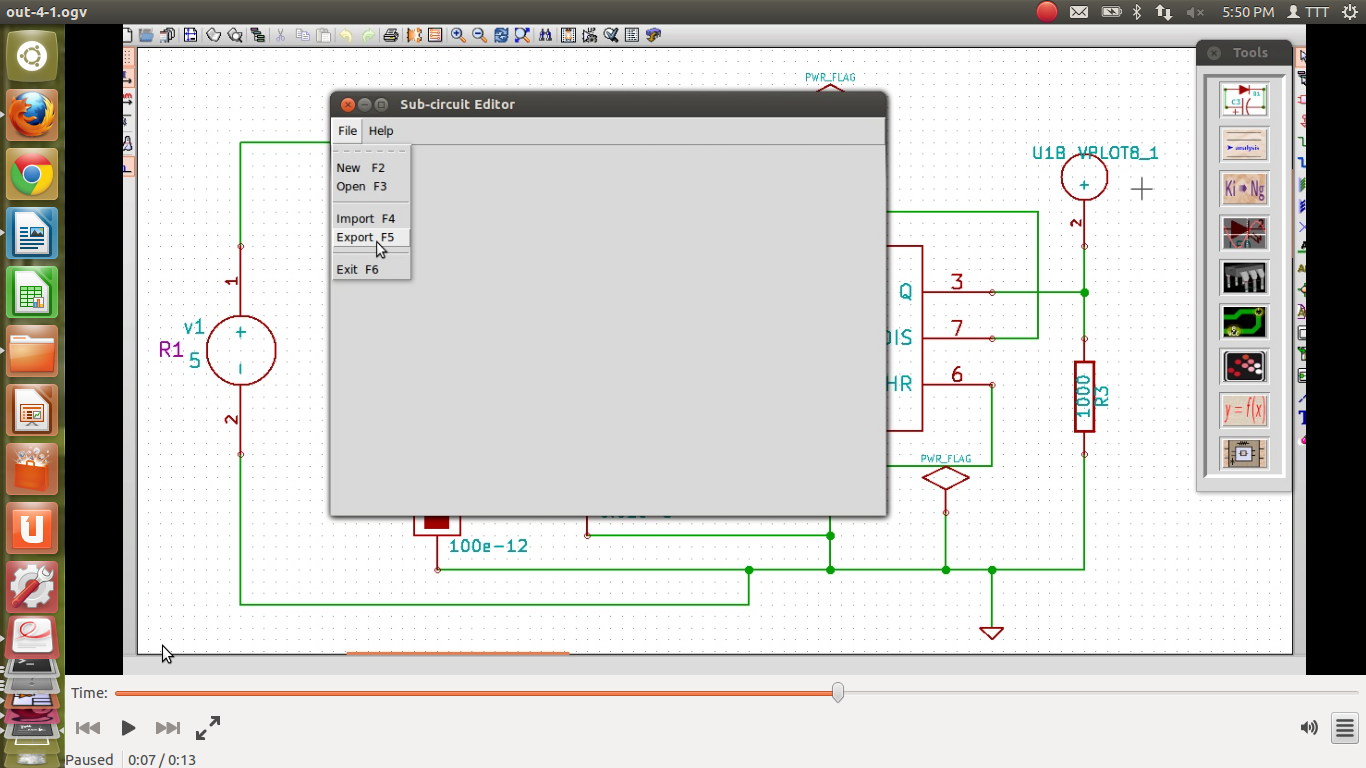 out-4-1.ogv
5:50 PM TTT
Tools
PWR_FLAG
Sub-circuit Editor
File Help
New F2
Open F3
Import F4
Export F5
Exit F6
U1B VPLOT8_1
+
2
analysis
Ki Ng
1
v1
R1
5
+
2
Q
3
DIS
7
HR
6
1000
R3
PWR_FLAG
y = f(x)
100e-12
Time:
Paused 0:07 / 0:13